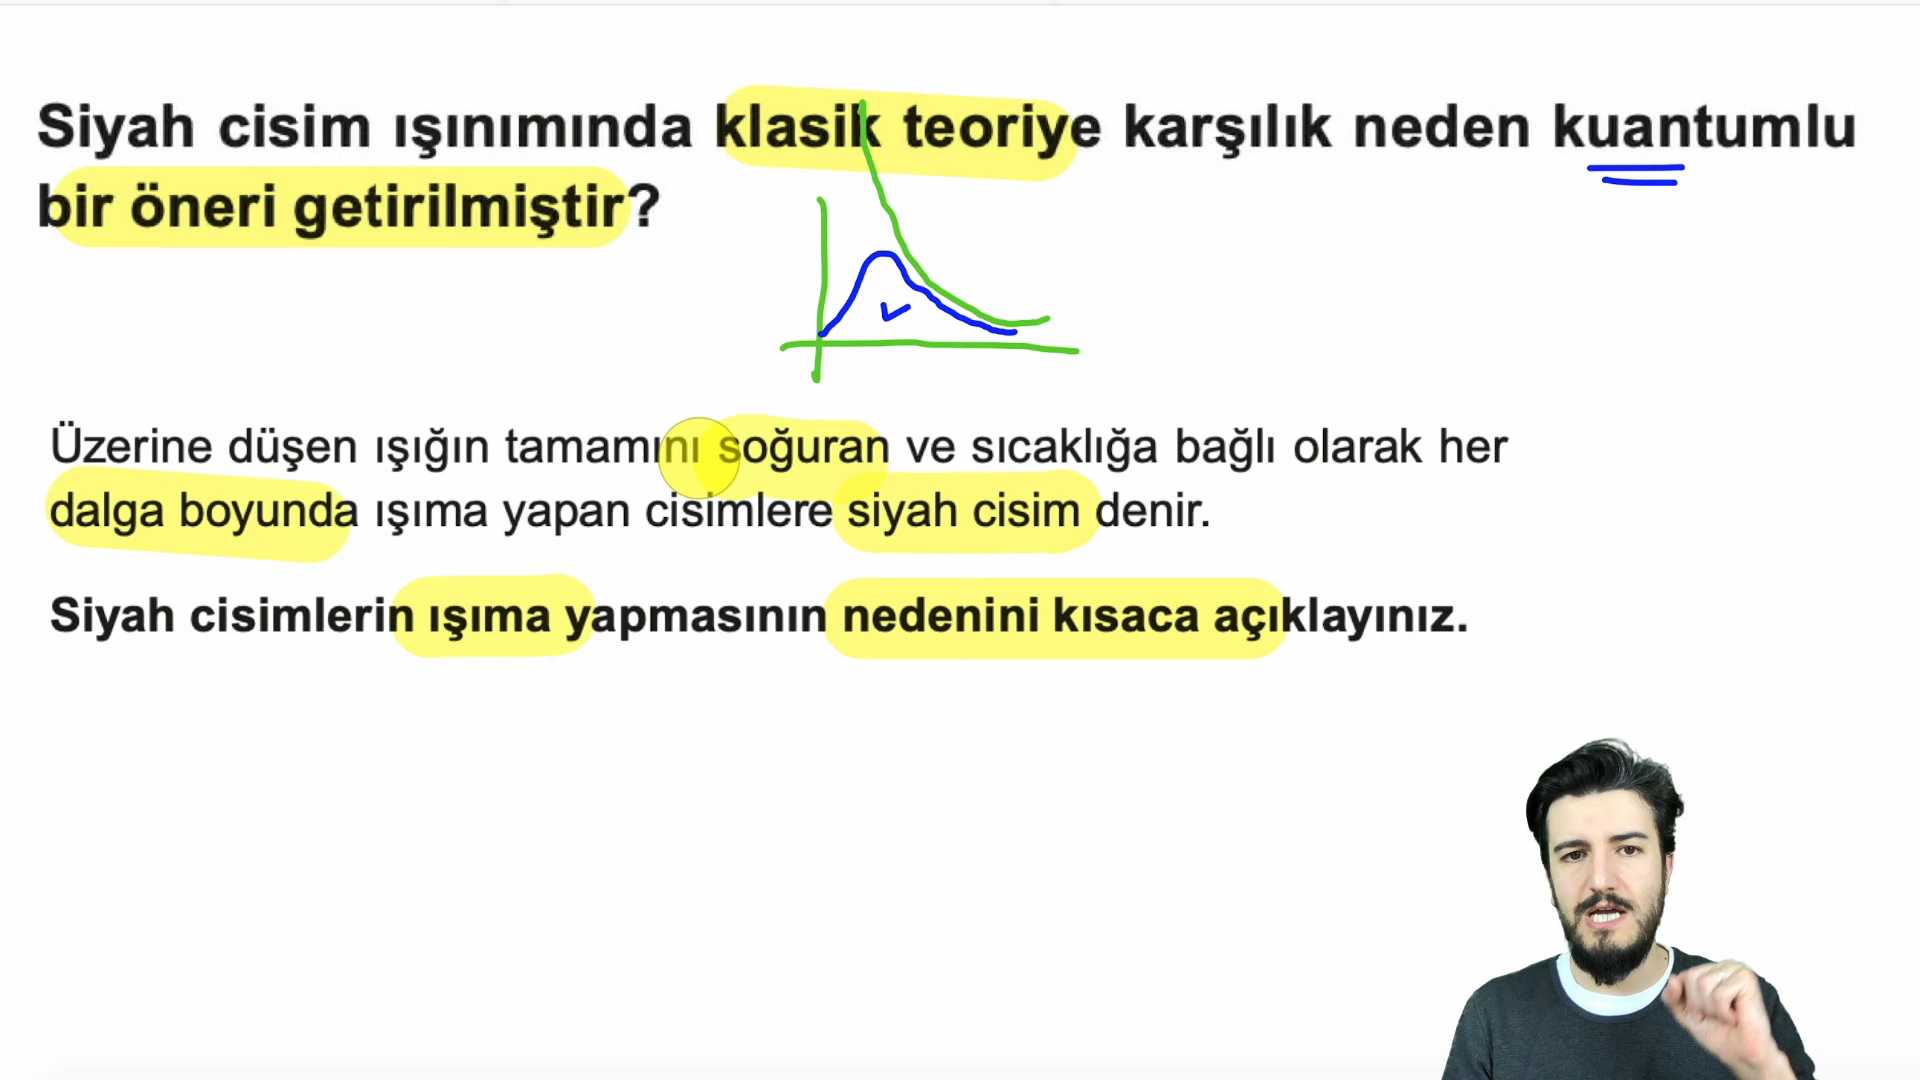 Siyah cisim ışınımında klasik teoriye karşılık neden kuantumlu
bir öneri getirilmiştir?
Üzerine düşen ışığın tamamını soğuran ve sıcaklığa bağlı olarak her
dalga boyunda ışıma yapan cisimlere siyah cisim denir.
Siyah cisimlerin ışıma yapmasının nedenini kısaca açıklayınız.